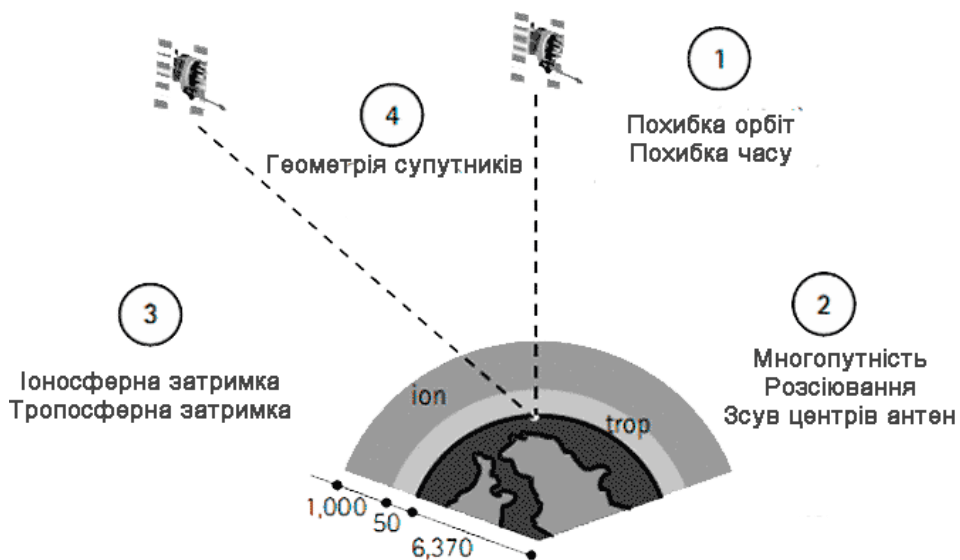 1
Похибка орбіт
Похибка часу
4
Геометрія супутників
3
Іоносферна затримка
Тропосферна затримка
2
Многопутність
Розсіювання
Зсув центрів антен
ion
trop
1,000
50
6,370